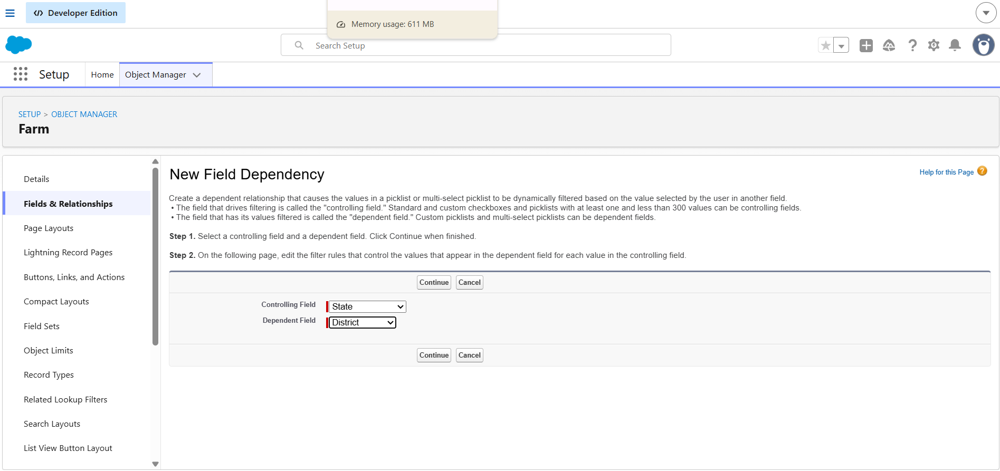 Developer Edition
Memory usage: 611 MB
Search Setup
Setup
Home
Object Manager
SETUP > OBJECT MANAGER
Farm
Details
Fields & Relationships
Page Layouts
Lightning Record Pages
Buttons, Links, and Actions
Compact Layouts
Field Sets
Object Limits
Record Types
Related Lookup Filters
Search Layouts
List View Button Layout
New Field Dependency
Help for this Page ?
Create a dependent relationship that causes the values in a picklist or multi-select picklist to be dynamically filtered based on the value selected by the user in another field.
• The field that drives filtering is called the "controlling field." Standard and custom checkboxes and picklists with at least one and less than 300 values can be controlling fields.
• The field that has its values filtered is called the "dependent field." Custom picklists and multi-select picklists can be dependent fields.
Step 1. Select a controlling field and a dependent field. Click Continue when finished.
Step 2. On the following page, edit the filter rules that control the values that appear in the dependent field for each value in the controlling field.
Continue Cancel
Controlling Field State
Dependent Field District
Continue Cancel